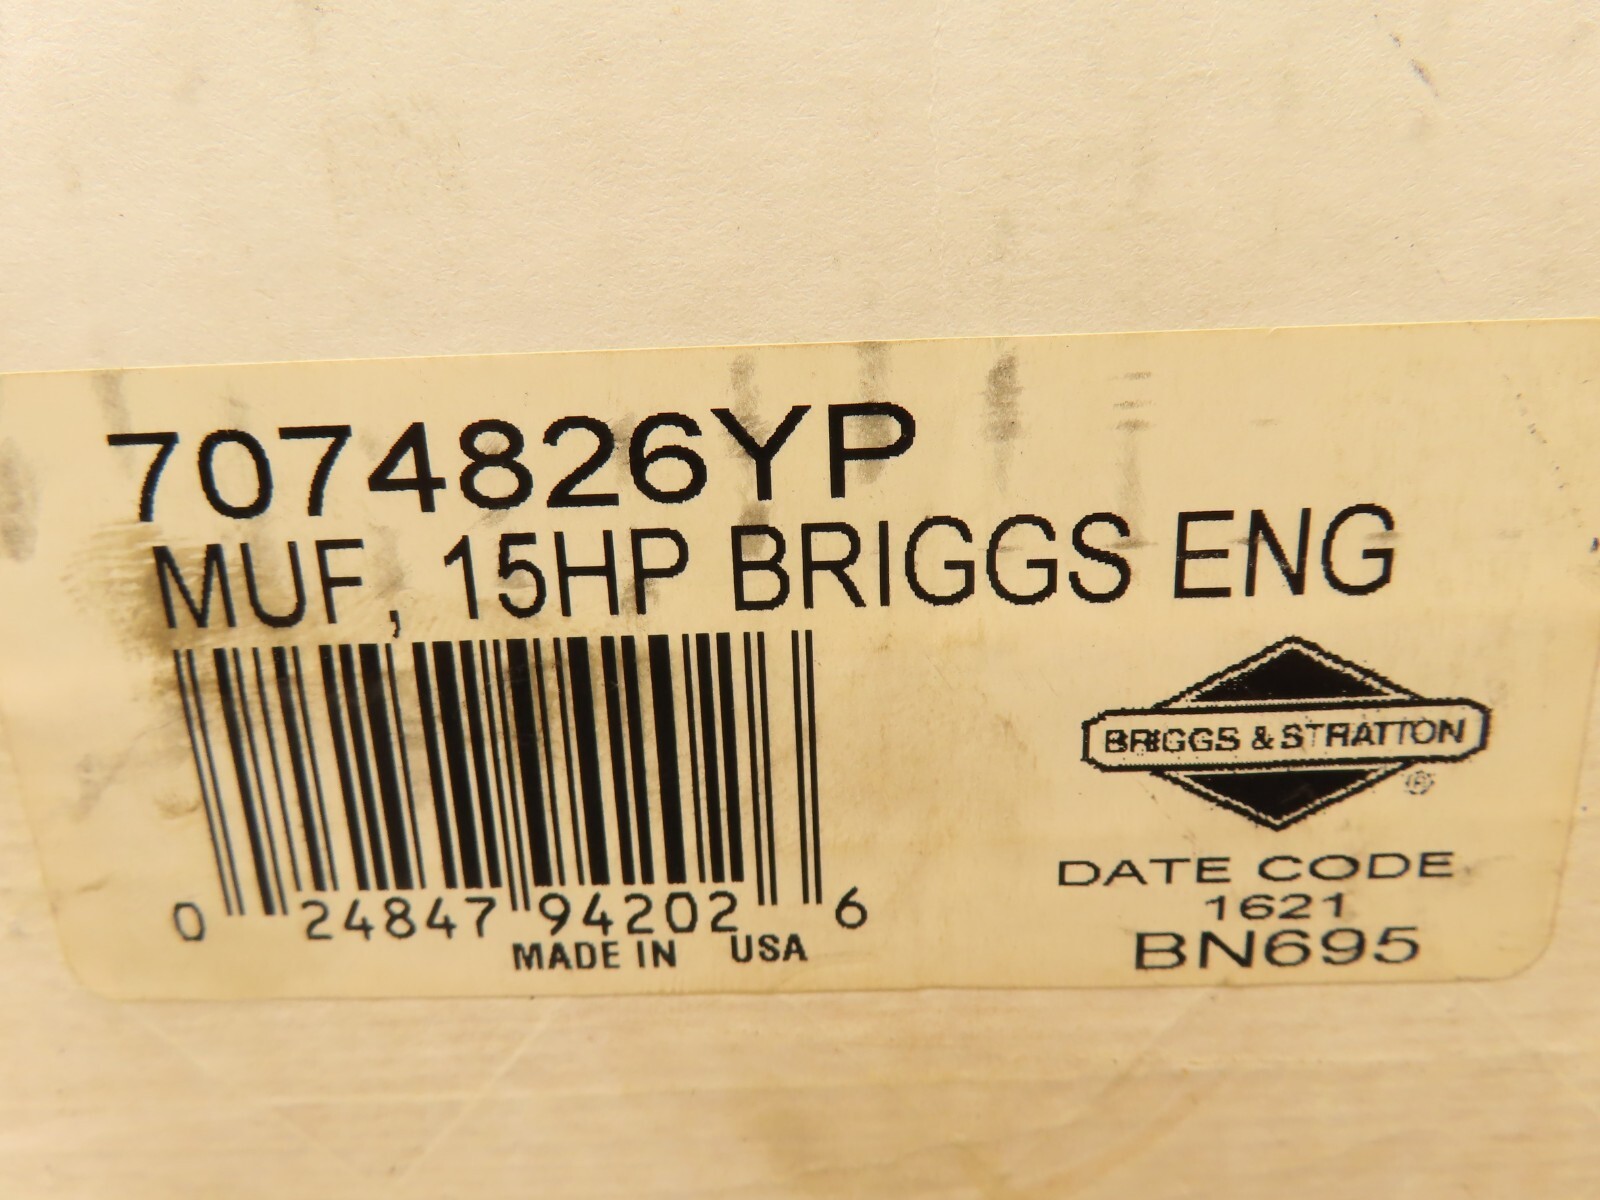 7074826YP
MUF, 15HP BRIGGS ENG
BRIGGS & STRATTON
®
0 24847 94202 6
MADE IN USA
DATE CODE
1621
BN695